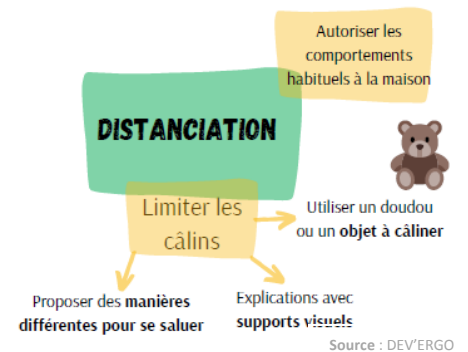 Autoriser les
comportements
habituels à la maison
DISTANCIATION
Limiter les
câlins
Utiliser un doudou
ou un objet à câliner
Proposer des manières
différentes pour se saluer
Explications avec
supports visuels
Source : DEV'ERGO